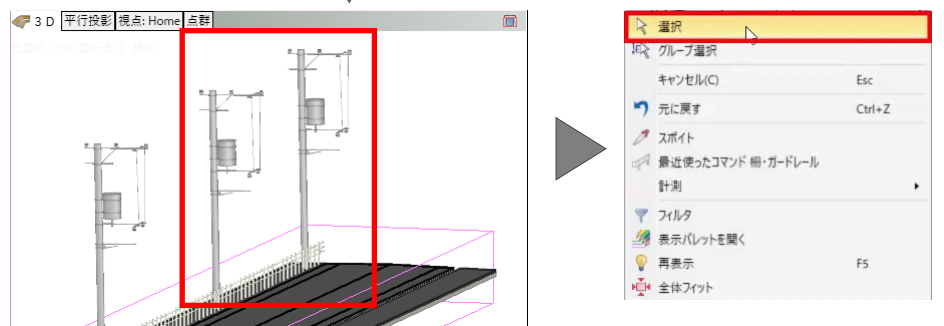 3 D 平行投影 視点: Home 点群
選択
グループ選択
キャンセル(C) Esc
元に戻す Ctrl+Z
スポイト
最近使ったコマンド 柵・ガードレール
計測
フィルタ
表示パレットを開く
再表示 F5
全体フィット